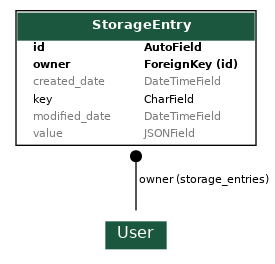 StorageEntry
id AutoField
owner ForeignKey (id)
created_date DateTimeField
key CharField
modified_date DateTimeField
value JSONField
owner (storage_entries)
User